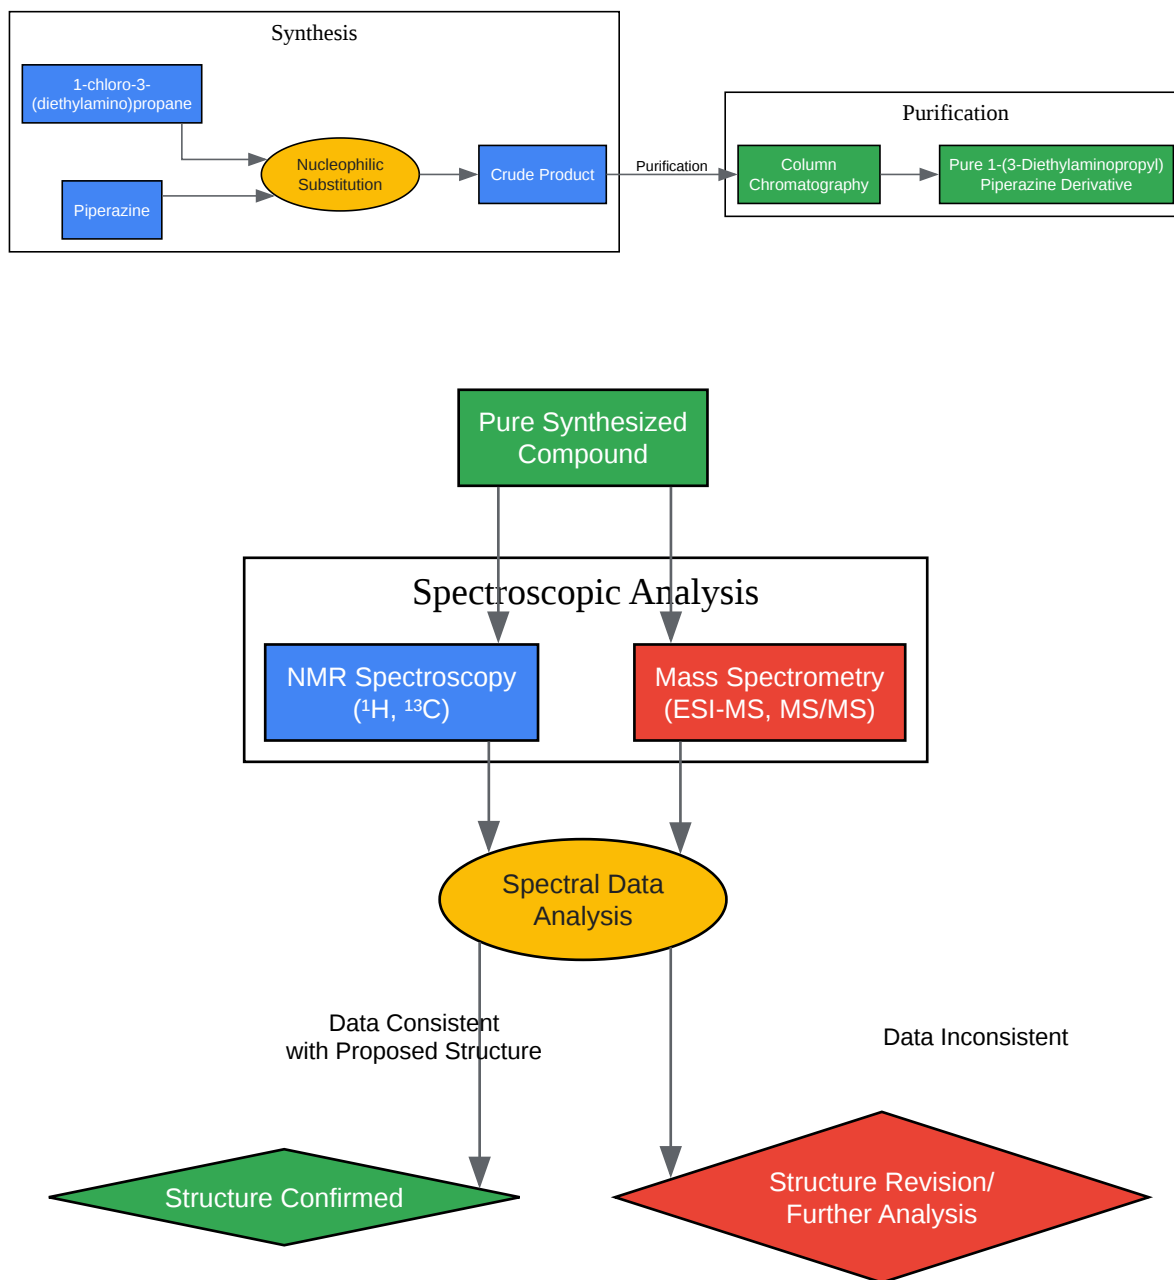 Synthesis
1-chloro-3-
(diethylamino)propane
Piperazine
Nucleophilic
Substitution
Crude Product
Purification
Purification
Column
Chromatography
Pure 1-(3-Diethylaminopropyl)
Piperazine Derivative
Pure Synthesized
Compound
Spectroscopic Analysis
NMR Spectroscopy
(¹H, ¹³C)
Mass Spectrometry
(ESI-MS, MS/MS)
Spectral Data
Analysis
Data Consistent
with Proposed Structure
Data Inconsistent
Structure Confirmed
Structure Revision/
Further Analysis